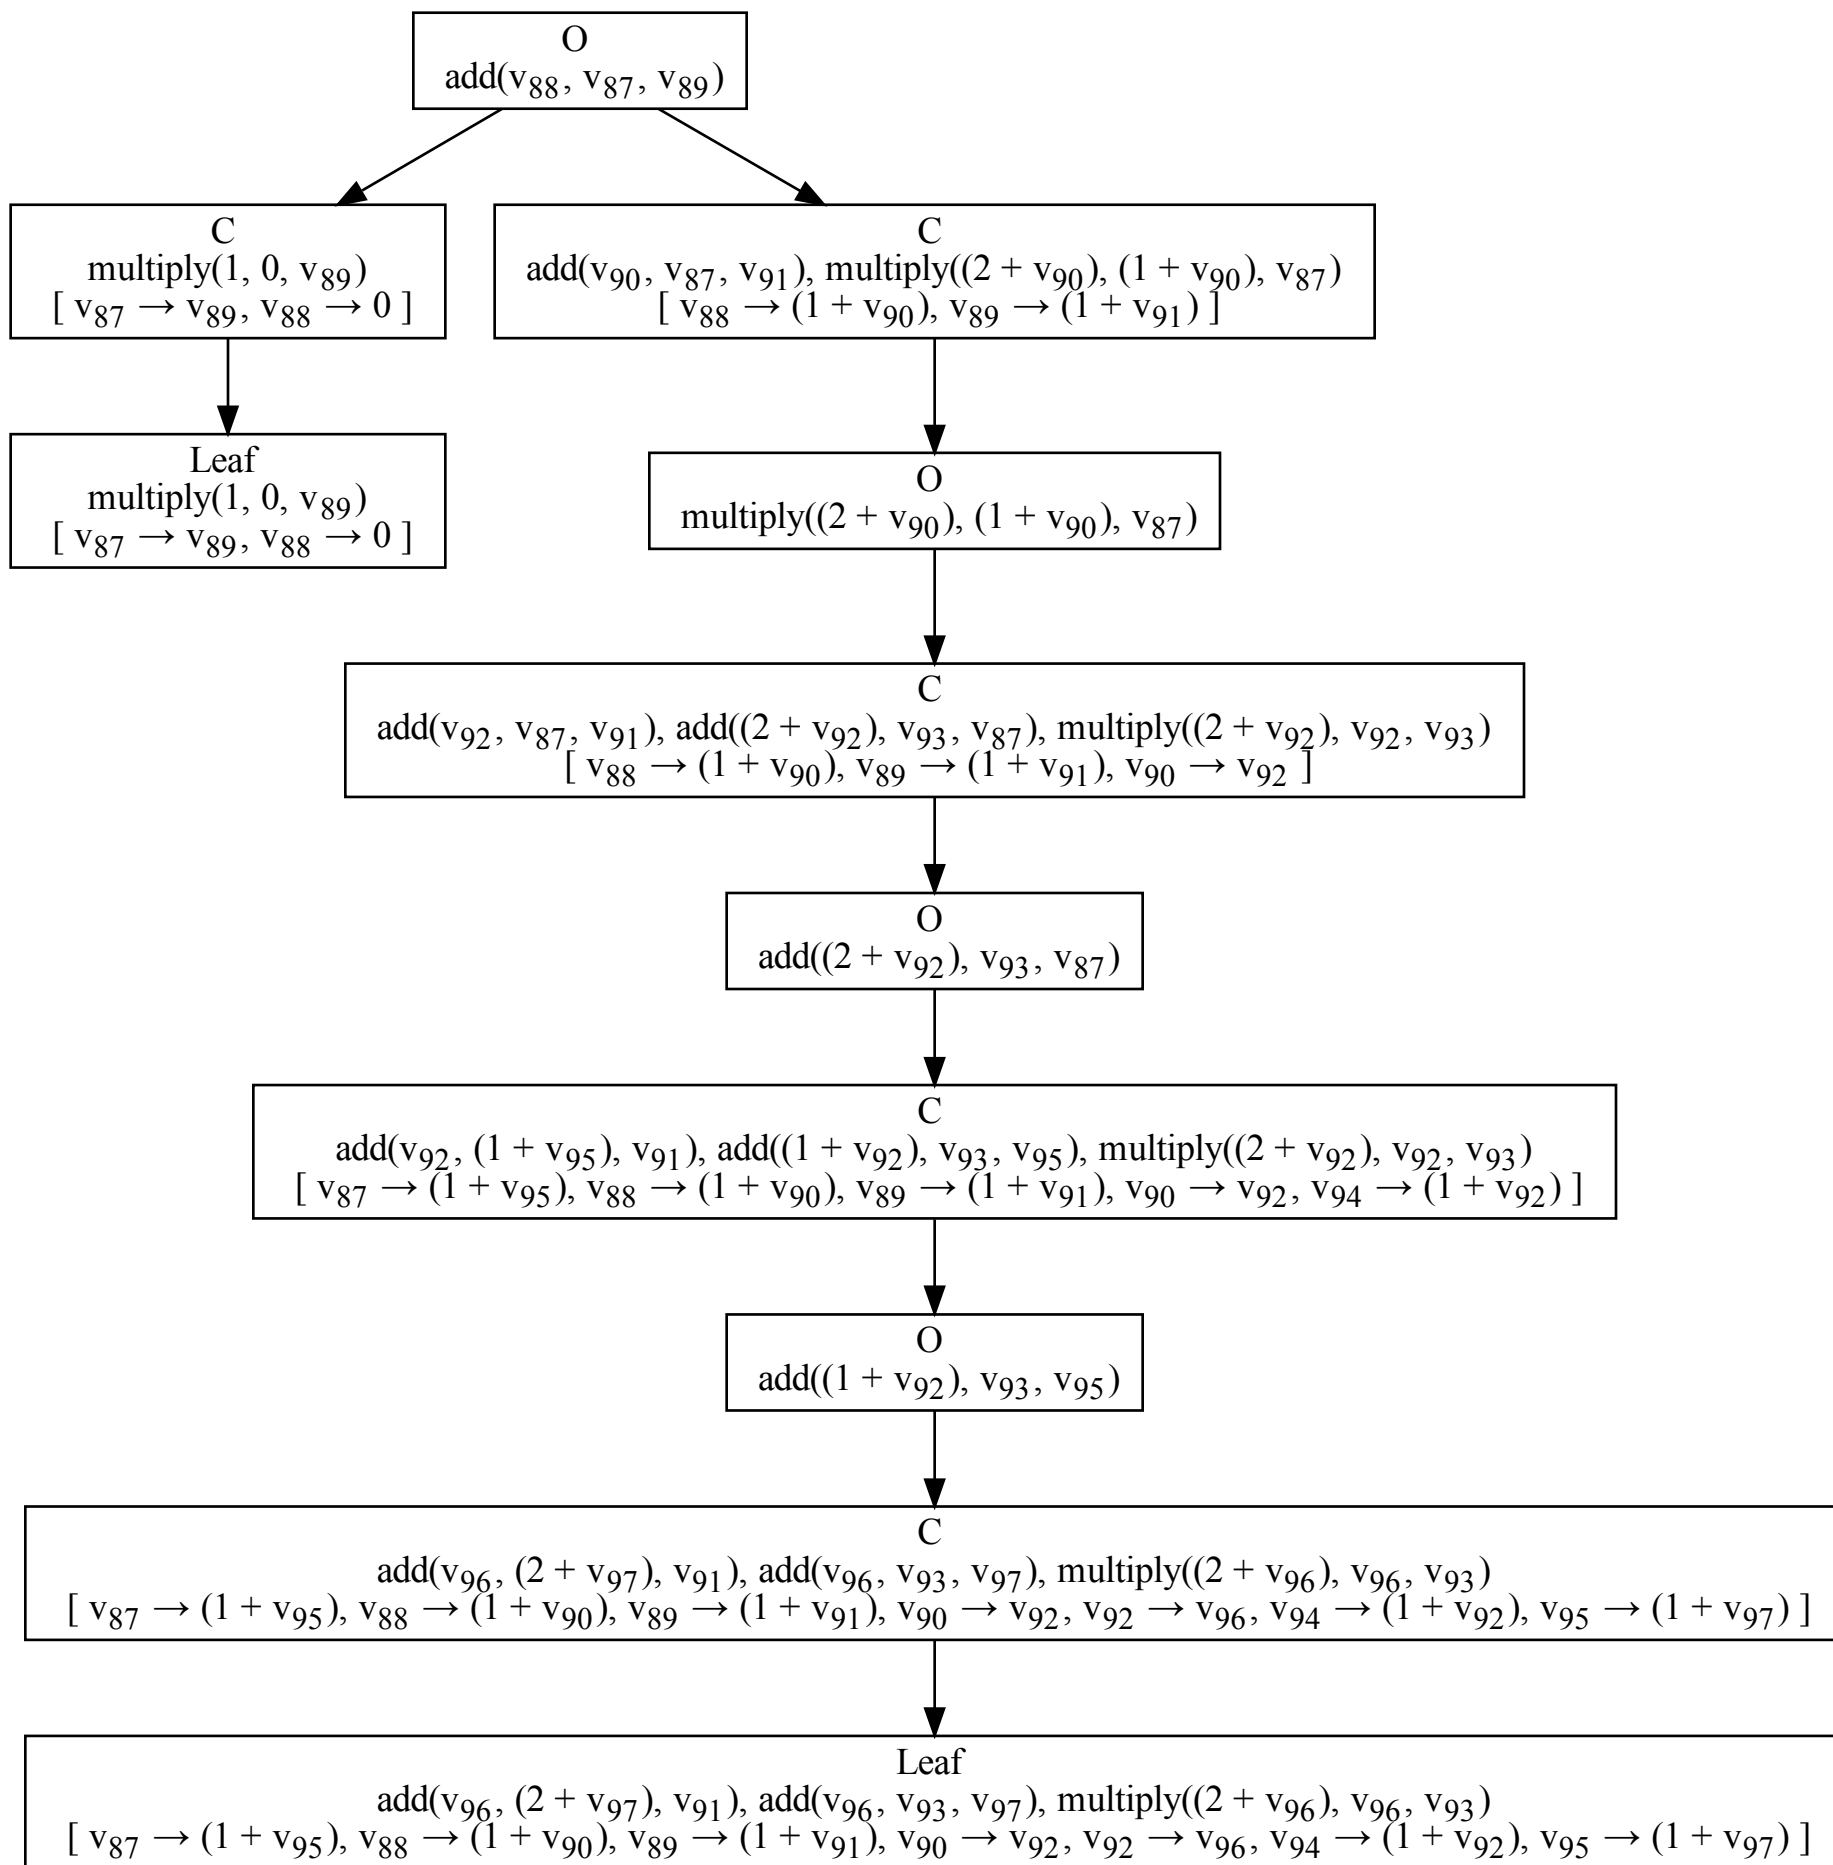 O
add(v₈₈, v₈₇, v₈₉)
C
multiply(1, 0, v₈₉)
[ v₈₇ → v₈₉, v₈₈ → 0 ]
C
add(v₉₀, v₈₇, v₉₁), multiply((2 + v₉₀), (1 + v₉₀), v₈₇)
[ v₈₈ → (1 + v₉₀), v₈₉ → (1 + v₉₁) ]
Leaf
multiply(1, 0, v₈₉)
[ v₈₇ → v₈₉, v₈₈ → 0 ]
O
multiply((2 + v₉₀), (1 + v₉₀), v₈₇)
C
add(v₉₂, v₈₇, v₉₁), add((2 + v₉₂), v₉₃, v₈₇), multiply((2 + v₉₂), v₉₂, v₉₃)
[ v₈₈ → (1 + v₉₀), v₈₉ → (1 + v₉₁), v₉₀ → v₉₂ ]
O
add((2 + v₉₂), v₉₃, v₈₇)
C
add(v₉₂, (1 + v₉₅), v₉₁), add((1 + v₉₂), v₉₃, v₉₅), multiply((2 + v₉₂), v₉₂, v₉₃)
[ v₈₇ → (1 + v₉₅), v₈₈ → (1 + v₉₀), v₈₉ → (1 + v₉₁), v₉₀ → v₉₂, v₉₄ → (1 + v₉₂) ]
O
add((1 + v₉₂), v₉₃, v₉₅)
C
add(v₉₆, (2 + v₉₇), v₉₁), add(v₉₆, v₉₃, v₉₇), multiply((2 + v₉₆), v₉₆, v₉₃)
[ v₈₇ → (1 + v₉₅), v₈₈ → (1 + v₉₀), v₈₉ → (1 + v₉₁), v₉₀ → v₉₂, v₉₂ → v₉₆, v₉₄ → (1 + v₉₂), v₉₅ → (1 + v₉₇) ]
Leaf
add(v₉₆, (2 + v₉₇), v₉₁), add(v₉₆, v₉₃, v₉₇), multiply((2 + v₉₆), v₉₆, v₉₃)
[ v₈₇ → (1 + v₉₅), v₈₈ → (1 + v₉₀), v₈₉ → (1 + v₉₁), v₉₀ → v₉₂, v₉₂ → v₉₆, v₉₄ → (1 + v₉₂), v₉₅ → (1 + v₉₇) ]